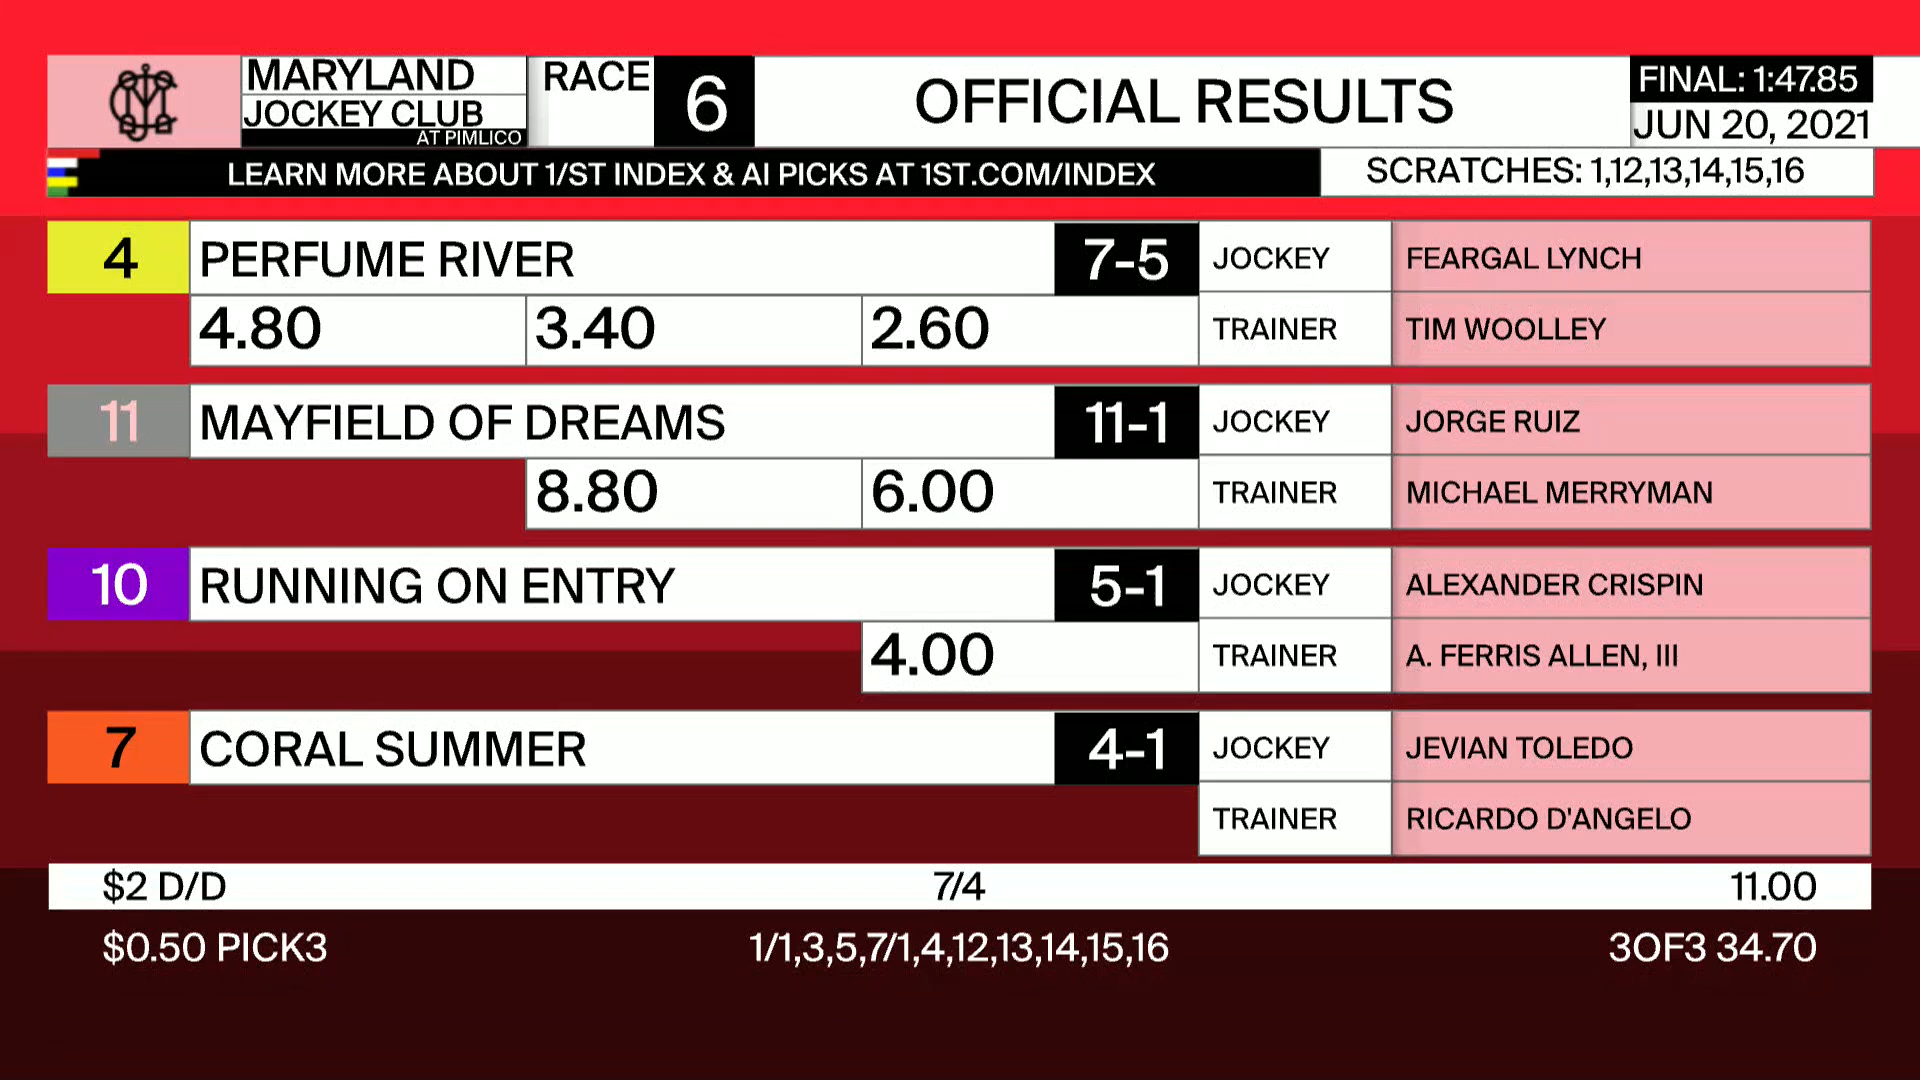 MARYLAND
JOCKEY CLUB
AT PIMLICO
RACE 6
OFFICIAL RESULTS
FINAL: 1:47.85
JUN 20, 2021
LEARN MORE ABOUT 1/ST INDEX & AI PICKS AT 1ST.COM/INDEX
SCRATCHES: 1,12,13,14,15,16
4 PERFUME RIVER 7-5 JOCKEY FEARGAL LYNCH
4.80 3.40 2.60 TRAINER TIM WOOLLEY
11 MAYFIELD OF DREAMS 11-1 JOCKEY JORGE RUIZ
8.80 6.00 TRAINER MICHAEL MERRYMAN
10 RUNNING ON ENTRY 5-1 JOCKEY ALEXANDER CRISPIN
4.00 TRAINER A. FERRIS ALLEN, III
7 CORAL SUMMER 4-1 JOCKEY JEVIAN TOLEDO
TRAINER RICARDO D'ANGELO
$2 D/D 7/4 11.00
$0.50 PICK3 1/1,3,5,7/1,4,12,13,14,15,16 3OF3 34.70